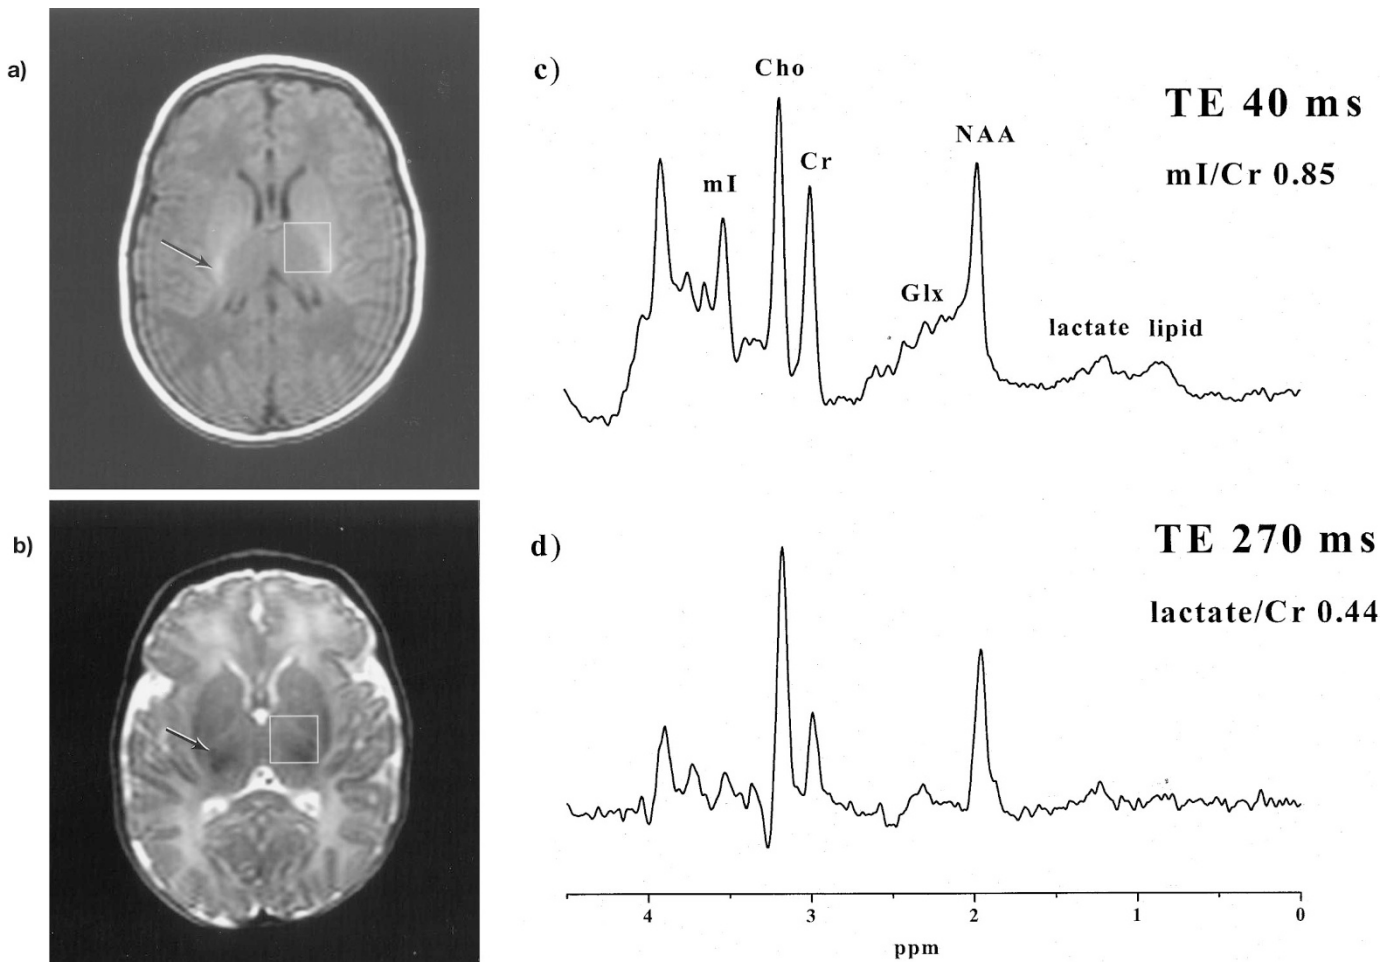 a)
b)
c)
Cho
mI
Cr
Glx
NAA
lactate
lipid
TE 40 ms
mI/Cr 0.85
d)
TE 270 ms
lactate/Cr 0.44
4
3
2
1
0
ppm